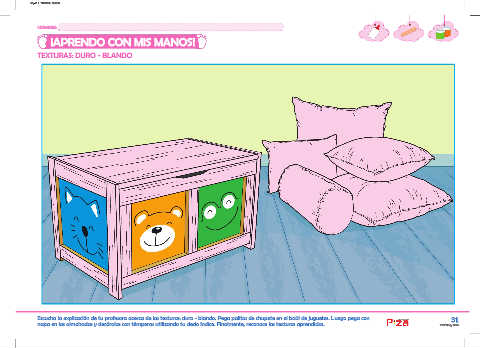 ¡APRENDO CON MIS MANOS!
TEXTURAS: DURO - BLANDO
Escucha la explicación de tu profesora acerca de las texturas: duro - blando. Pega palitos de chupete en el baúl de juguetes. Luego pega con
napa en las almohadas y decóralas con témperas utilizando tu dedo índice. Finalmente, reconoce las texturas aprendidas.
31